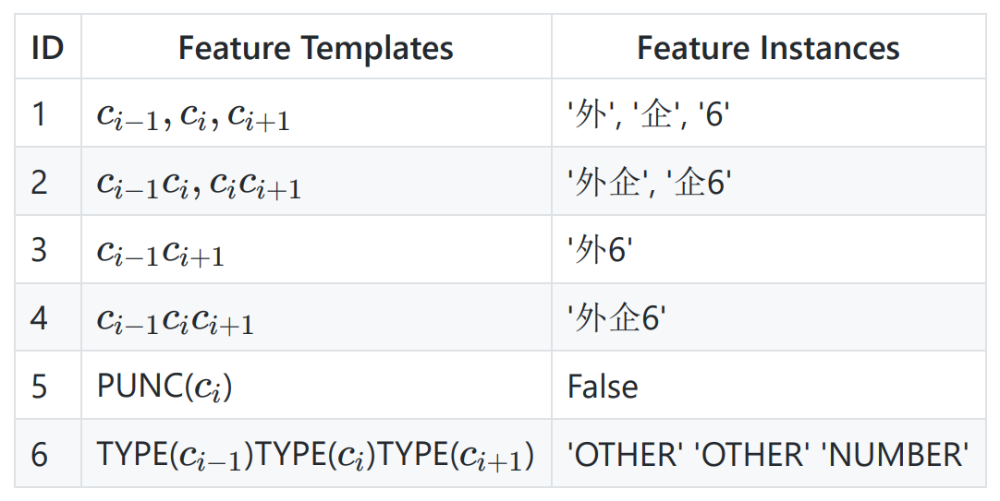 ID Feature Templates Feature Instances
1 c_{i−1}, c_i, c_{i+1} '外', '企', '6'
2 c_{i−1}c_i, c_ic_{i+1} '外企', '企6'
3 c_{i−1}c_{i+1} '外6'
4 c_{i−1}c_ic_{i+1} '外企6'
5 PUNC(c_i) False
6 TYPE(c_{i−1})TYPE(c_i)TYPE(c_{i+1}) 'OTHER' 'OTHER' 'NUMBER'